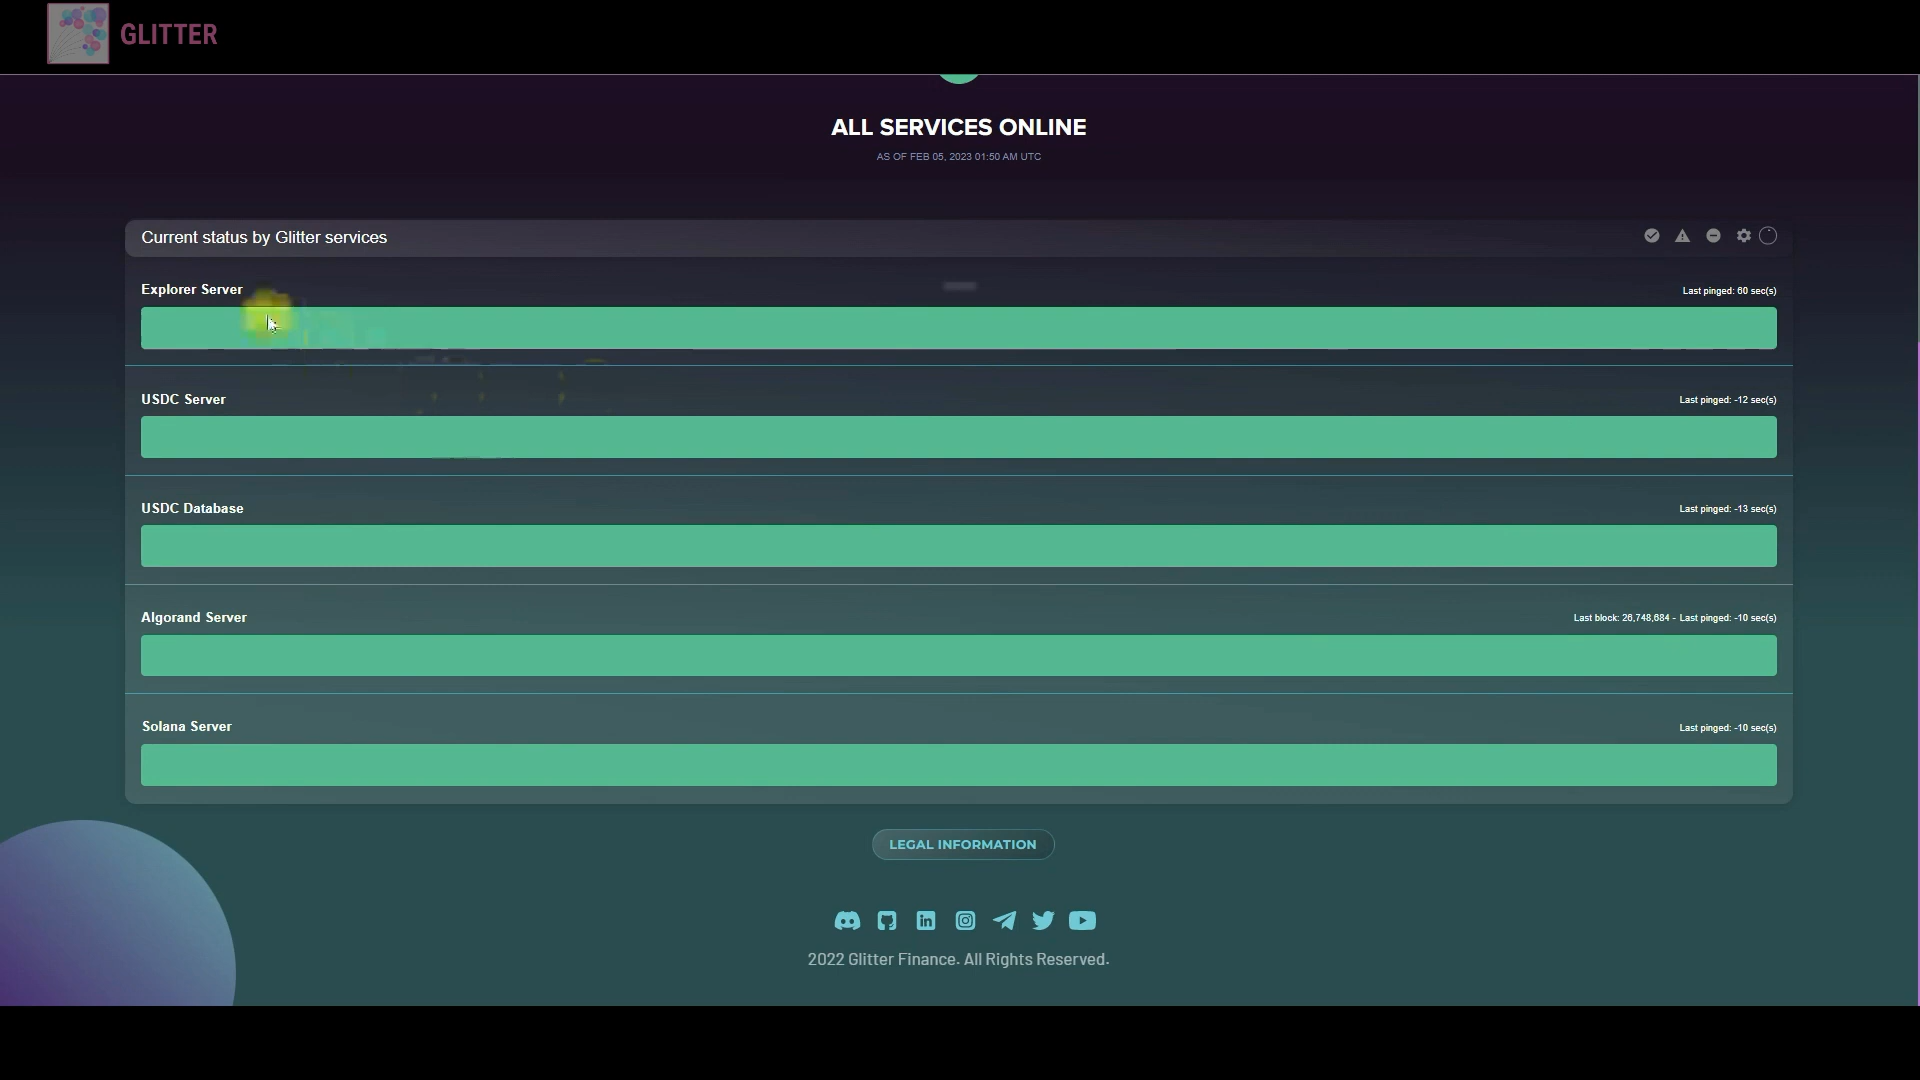 GLITTER
ALL SERVICES ONLINE
AS OF FEB 05, 2023 01:50 AM UTC
Current status by Glitter services
Explorer Server
Last pinged: 60 sec(s)
USDC Server
Last pinged: -12 sec(s)
USDC Database
Last pinged: -13 sec(s)
Algorand Server
Last block: 26,748,684 - Last pinged: -10 sec(s)
Solana Server
Last pinged: -10 sec(s)
LEGAL INFORMATION
2022 Glitter Finance. All Rights Reserved.